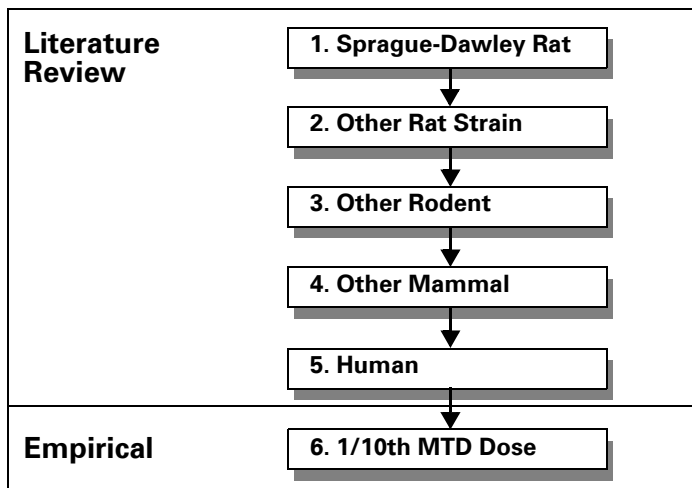 Literature
Review
1. Sprague-Dawley Rat
2. Other Rat Strain
3. Other Rodent
4. Other Mammal
5. Human
Empirical
6. 1/10th MTD Dose